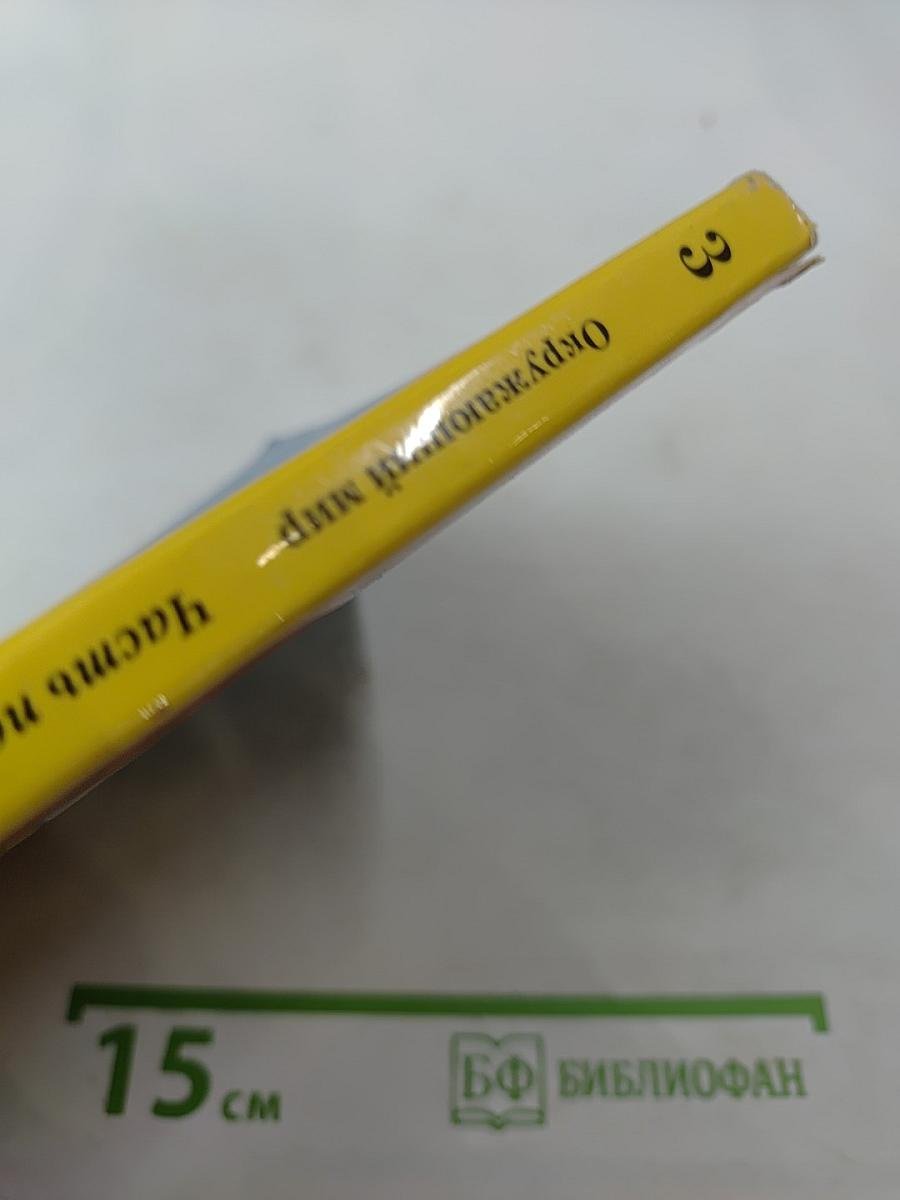 3
Окружающий мир
Часть
15 см
БФ БИБЛИОФАН